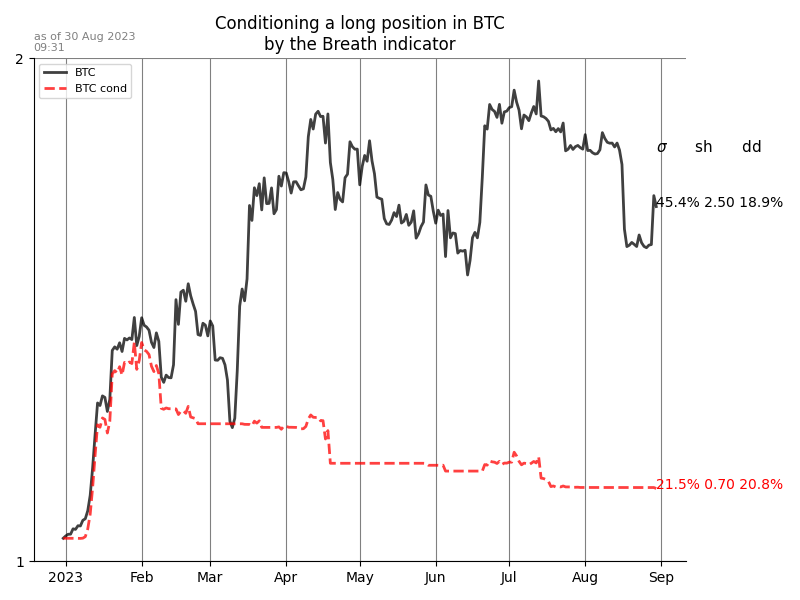 Conditioning a long position in BTC
by the Breath indicator
as of 30 Aug 2023
09:31
2
BTC
BTC cond
σ sh dd
45.4% 2.50 18.9%
21.5% 0.70 20.8%
1
2023 Feb Mar Apr May Jun Jul Aug Sep